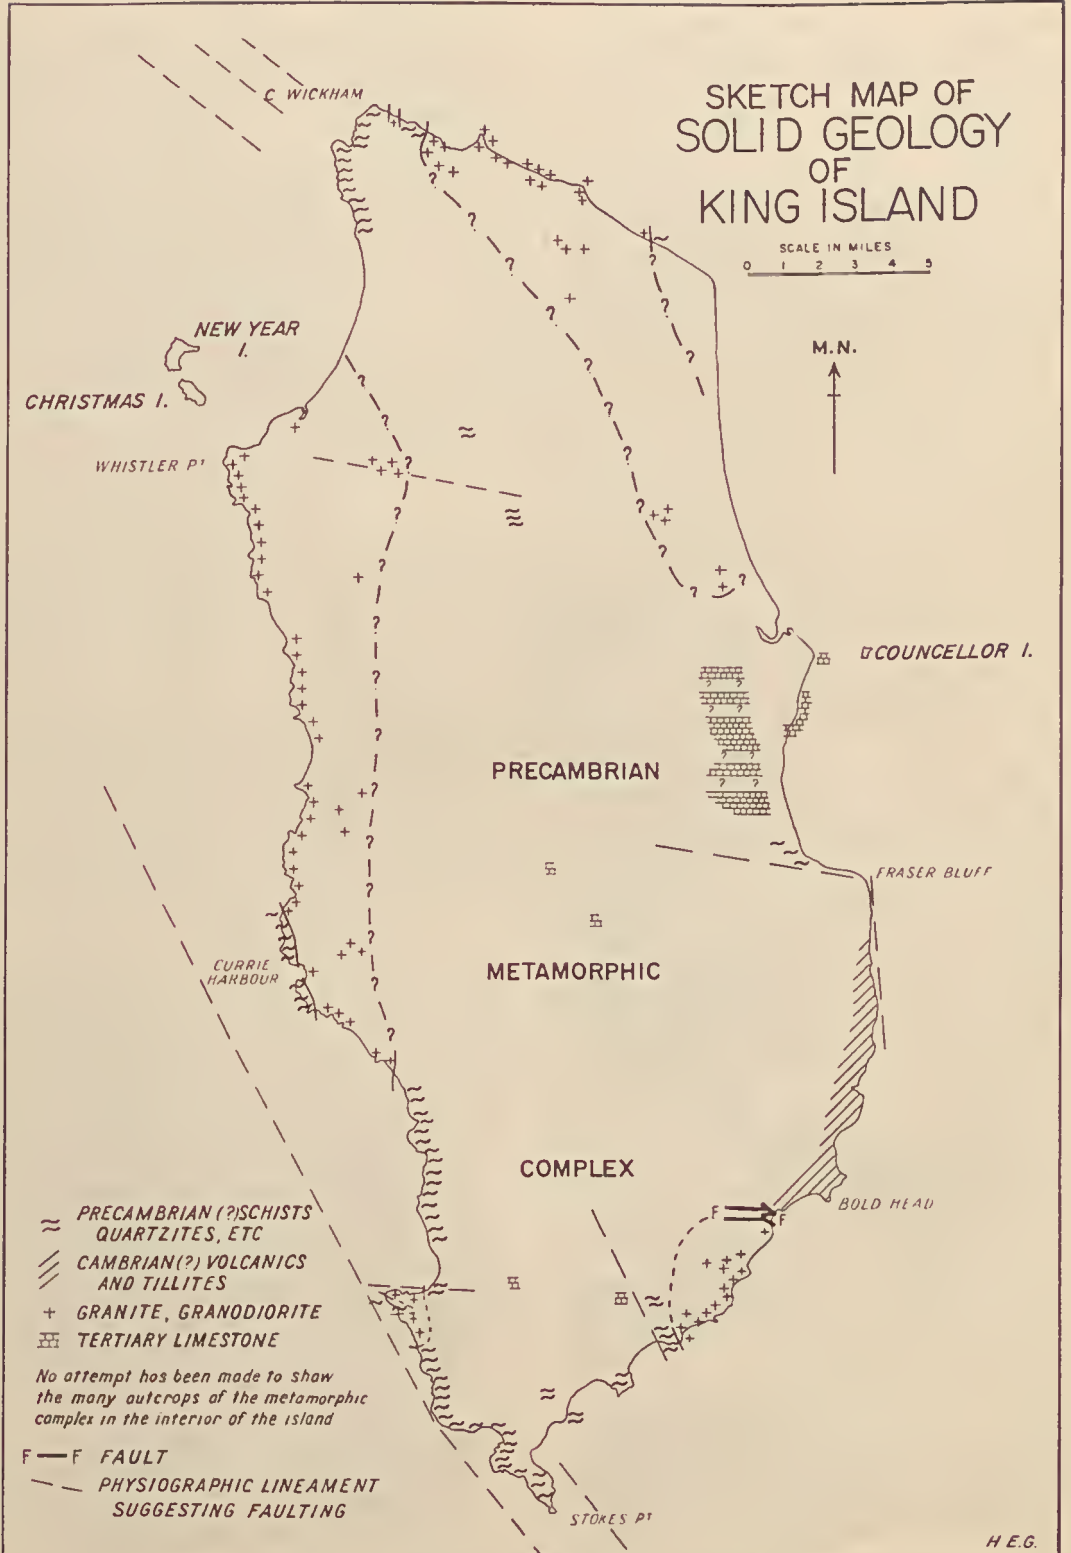 C WICKHAM
SKETCH MAP OF
SOLID GEOLOGY
OF
KING ISLAND
SCALE IN MILES
0 1 2 3 4 5
NEW YEAR
I.
M.N.
CHRISTMAS I.
WHISTLER PT
COUNCELLOR I.
PRECAMBRIAN
FRASER BLUFF
METAMORPHIC
CURRIE
HARBOUR
COMPLEX
BOLD HEAD
F F
PRECAMBRIAN (?) SCHISTS
QUARTZITES, ETC
CAMBRIAN (?) VOLCANICS
AND TILLITES
+ GRANITE, GRANODIORITE
TERTIARY LIMESTONE
No attempt has been made to show
the many outcrops of the metamorphic
complex in the interior of the island
F — F FAULT
PHYSIOGRAPHIC LINEAMENT
SUGGESTING FAULTING
STOKES PT
H E.G.